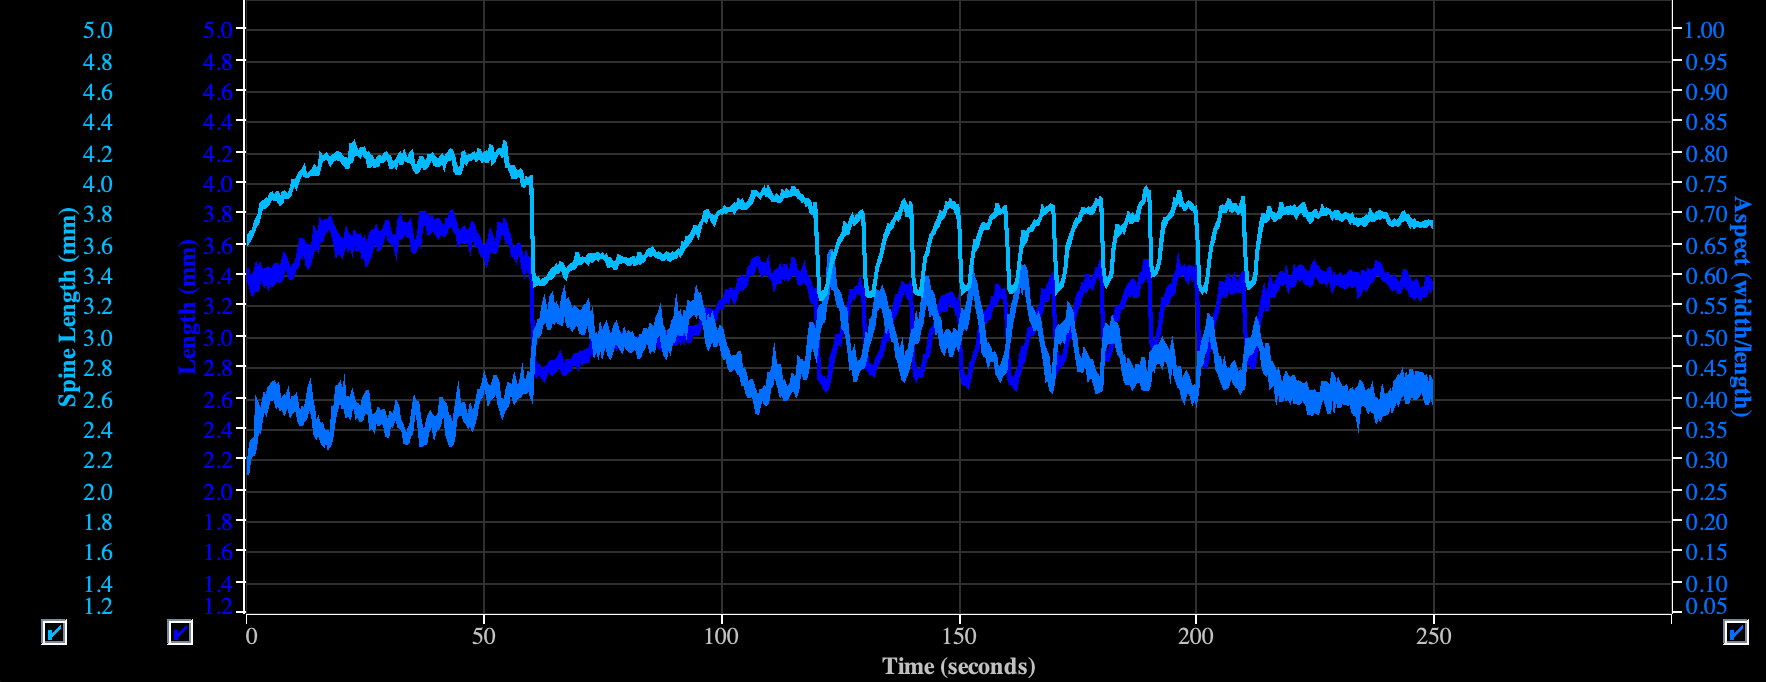 5.0 5.0 1.00
4.8 4.8 0.95
4.6 4.6 0.90
4.4 4.4 0.85
4.2 4.2 0.80
4.0 4.0 0.75
3.8 3.8 0.70
3.6 3.6 0.65
3.4 3.4 0.60
3.2 3.2 0.55
3.0 3.0 0.50
2.8 2.8 0.45
2.6 2.6 0.40
2.4 2.4 0.35
2.2 2.2 0.30
2.0 2.0 0.25
1.8 1.8 0.20
1.6 1.6 0.15
1.4 1.4 0.10
1.2 1.2 0.05
Spine Length (mm)
Length (mm)
Aspect (width/length)
0 50 100 150 200 250
Time (seconds)